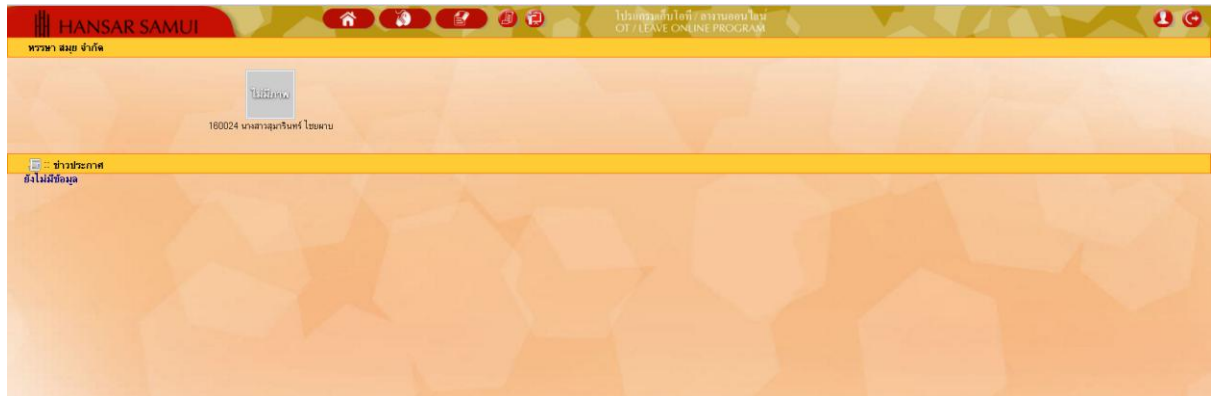 HANSAR SAMUI
โปรแกรมเก็บโอที / ลางานออนไลน์
OT / LEAVE ONLINE PROGRAM
หรรษา สมุย จำกัด
ไม่มีภาพ
160024 นางสาวสุมารินทร์ ไชยผาบ
:: ข่าวประกาศ
ยังไม่มีข้อมูล